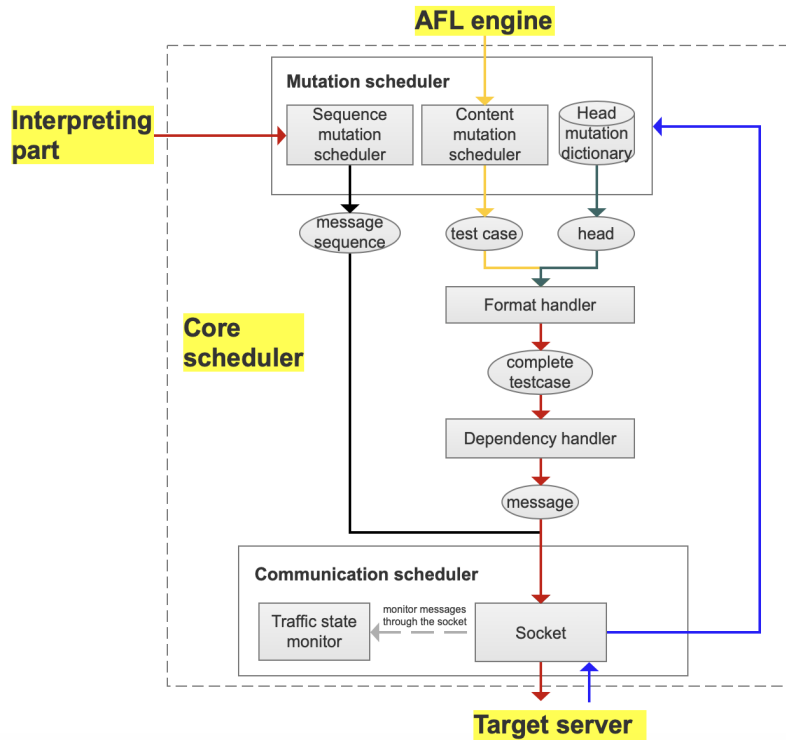 AFL engine
Mutation scheduler
Interpreting
part
Sequence
mutation
scheduler
Content
mutation
scheduler
Head
mutation
dictionary
message
sequence
test case
head
Format handler
Core
scheduler
complete
testcase
Dependency handler
message
Communication scheduler
Traffic state
monitor
monitor messages
through the socket
Socket
Target server